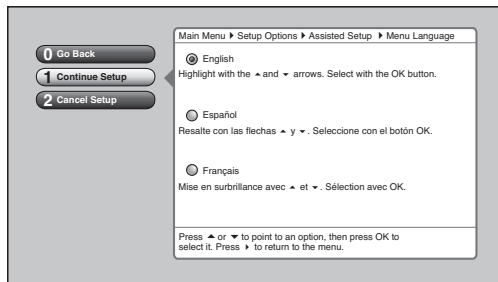 Main Menu ▶ Setup Options ▶ Assisted Setup ▶ Menu Language
0 Go Back
1 Continue Setup
2 Cancel Setup
English
Highlight with the ▲ and ▼ arrows. Select with the OK button.
Español
Resalte con las flechas ▲ y ▼. Seleccione con el botón OK.
Français
Mise en surbrillance avec ▲ et ▼. Sélection avec OK.
Press ▲ or ▼ to point to an option, then press OK to
select it. Press ▶ to return to the menu.